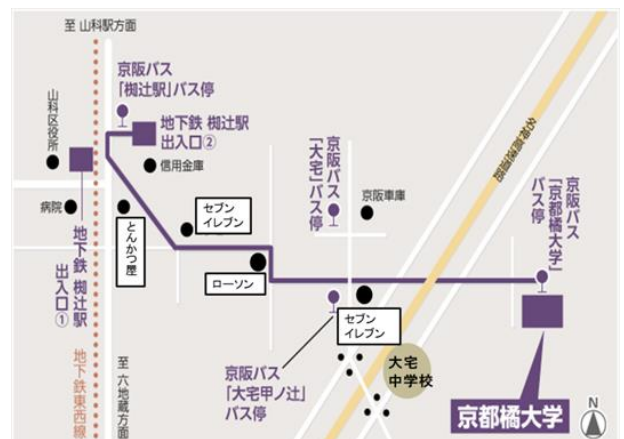 至 山科駅方面
京阪バス
「椥辻駅」バス停
地下鉄 椥辻駅
出入口②
山科区役所
信用金庫
病院
とんかつ屋
セブン
イレブン
ローソン
地下鉄 椥辻駅
出入口①
地下鉄東西線
至 六地蔵方面
京阪バス
「大宅」バス停
京阪車庫
名神高速道路
京阪バス
「京都橘大学」
バス停
京阪バス
「大宅甲ノ辻」
バス停
セブン
イレブン
大宅
中学校
京都橘大学
N